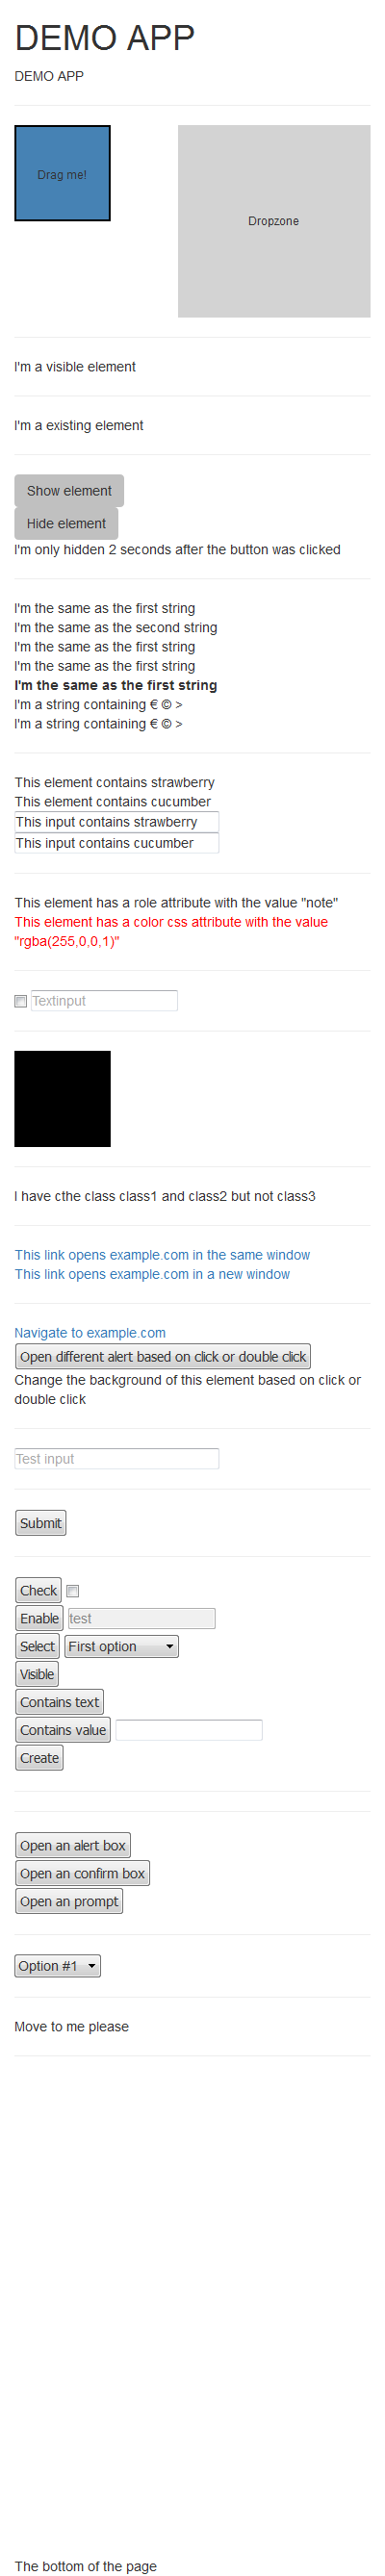 DEMO APP
DEMO APP
Drag me!
Dropzone
I'm a visible element
I'm a existing element
Show element
Hide element
I'm only hidden 2 seconds after the button was clicked
I'm the same as the first string
I'm the same as the second string
I'm the same as the first string
I'm the same as the first string
I'm the same as the first string
I'm a string containing € © >
I'm a string containing € © >
This element contains strawberry
This element contains cucumber
This input contains strawberry
This input contains cucumber
This element has a role attribute with the value "note"
This element has a color css attribute with the value
"rgba(255,0,0,1)"
Textinput
I have cthe class class1 and class2 but not class3
This link opens example.com in the same window
This link opens example.com in a new window
Navigate to example.com
Open different alert based on click or double click
Change the background of this element based on click or
double click
Test input
Submit
Check
Enable test
Select First option
Visible
Contains text
Contains value
Create
Open an alert box
Open an confirm box
Open an prompt
Option #1
Move to me please
The bottom of the page